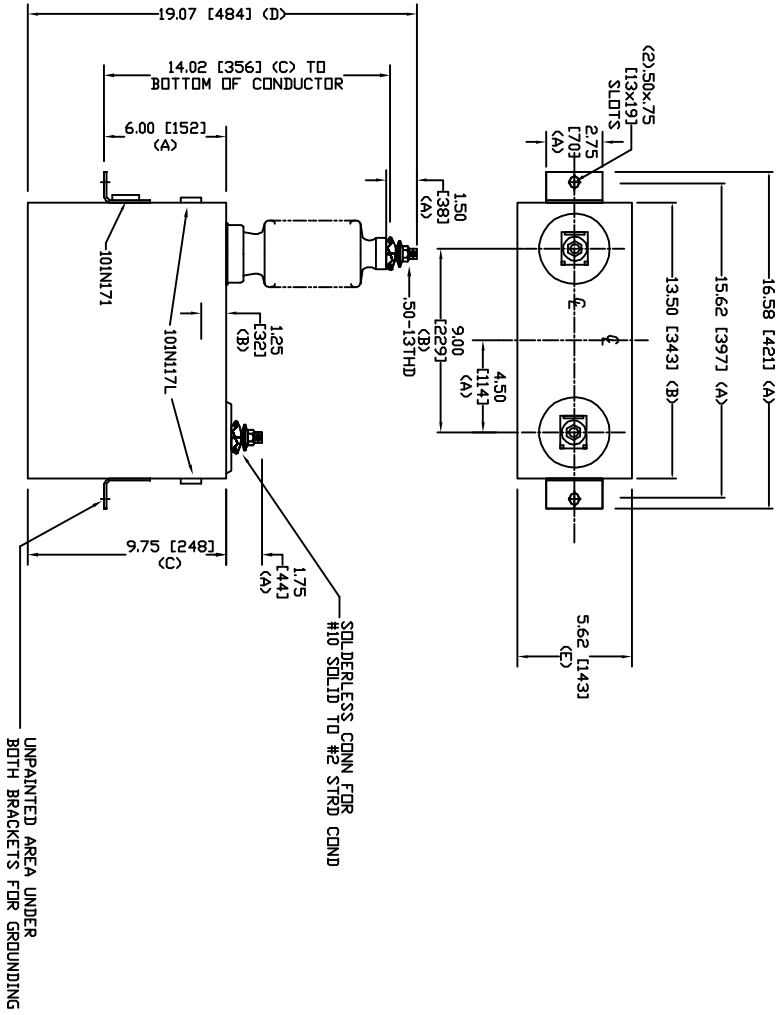 19.07 [484] (D)
14.02 [356] (C) TO
BOTTOM OF CONDUCTOR
6.00 [152]
(A)
1.50
[38]
(A)
.50-13THD
101N171
101N117L
1.25
[32]
(B)
9.75 [248]
(C)
1.75
[44]
(A)
SOLDERLESS CONN FOR
#10 SOLID TO #2 STRD COND
UNPAINTED AREA UNDER
BOTH BRACKETS FOR GROUNDING
(2).50x.75
[13x19]
SLOTS
2.75
[70]
(A)
CL
CL
9.00
[229]
(B)
4.50
[114]
(A)
13.50 [343] (B)
15.62 [397] (A)
16.58 [421] (A)
5.62 [143]
(E)